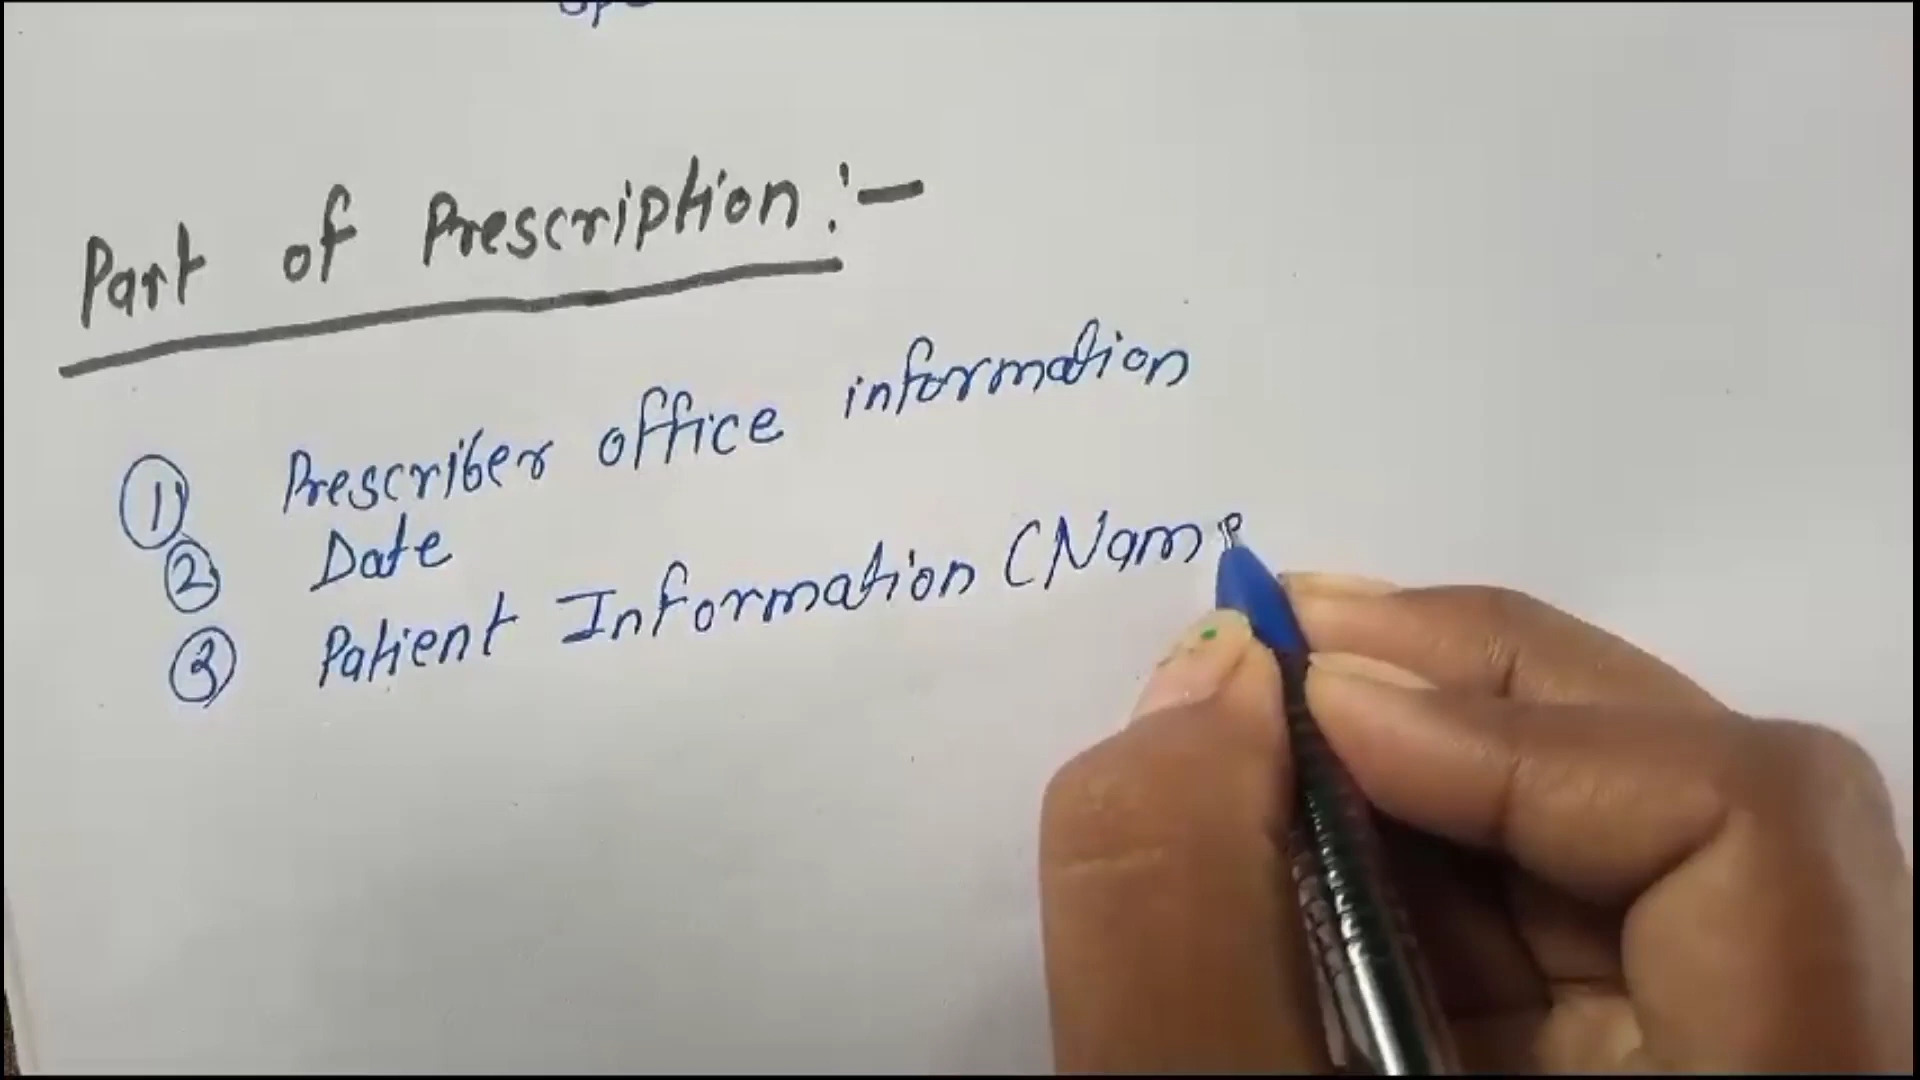 Part of Prescription :-
① Prescriber office information
② Date
③ Patient Information (Name